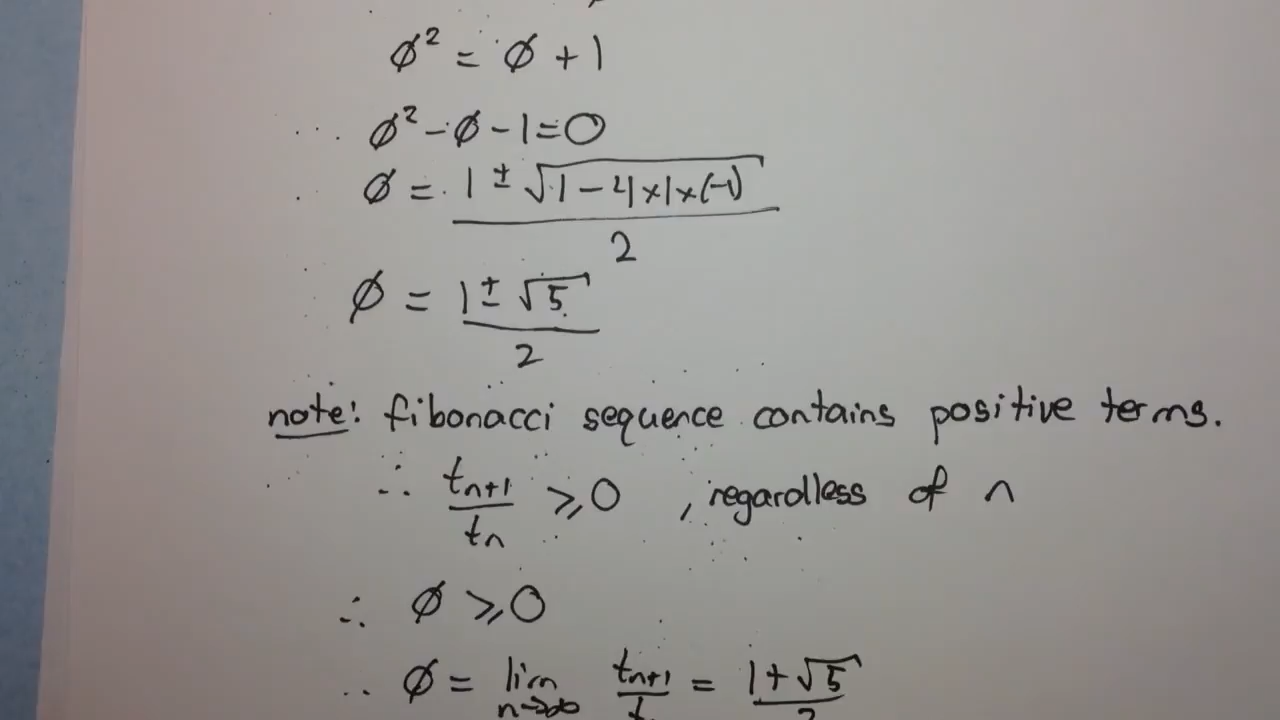 ø² = ø + 1
ø² - ø - 1 = 0
ø = (1 ± √(1 - 4×1×(-1))) / 2
ø = (1 ± √5) / 2
note: fibonacci sequence contains positive terms.
∴ tₙ₊₁ / tₙ ⩾ 0 , regardless of n
∴ ø ⩾ 0
∴ ø = lim n→∞ tₙ₊₁ / t = (1 + √5) / 2